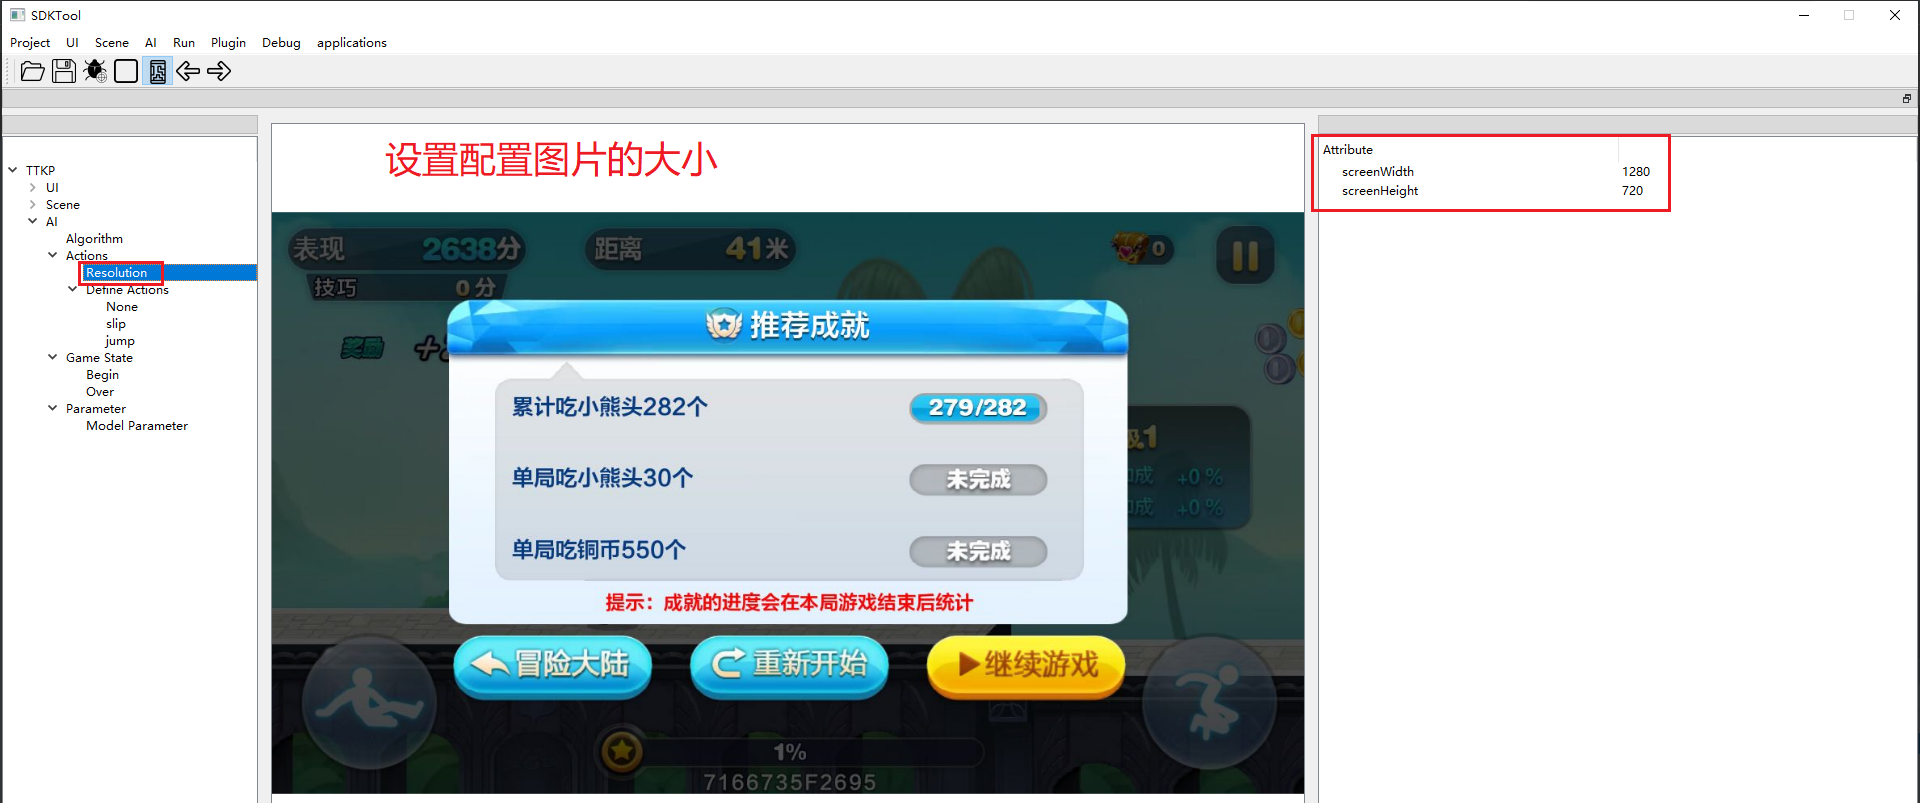 SDKTool
Project UI Scene AI Run Plugin Debug applications
TTKP
UI
Scene
AI
Algorithm
Actions
Resolution
Define Actions
None
slip
jump
Game State
Begin
Over
Parameter
Model Parameter
设置配置图片的大小
表现 2638分 距离 41米 0
技巧 0分
奖励
推荐成就
累计吃小熊头282个 279/282
级1
加成 +0%
单局吃小熊头30个 未完成
加成 +0%
单局吃铜币550个 未完成
提示：成就的进度会在本局游戏结束后统计
冒险大陆 重新开始 继续游戏
1%
7166735F2695
Attribute
screenWidth 1280
screenHeight 720